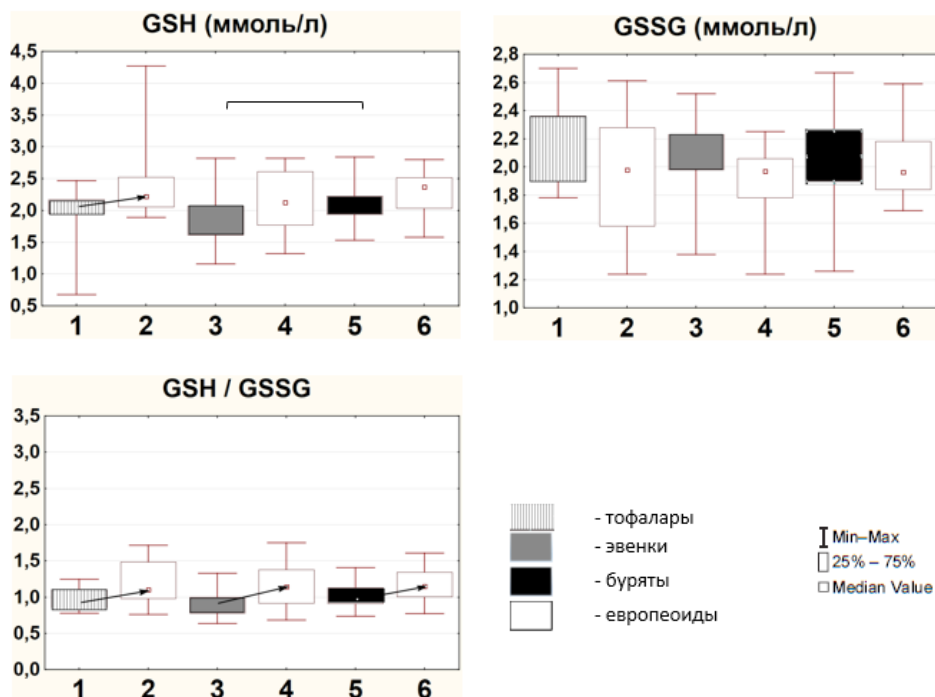 GSH (ммоль/л)
4,5
4,0
3,5
3,0
2,5
2,0
1,5
1,0
0,5
1 2 3 4 5 6
GSSG (ммоль/л)
2,8
2,6
2,4
2,2
2,0
1,8
1,6
1,4
1,2
1,0
1 2 3 4 5 6
GSH / GSSG
3,5
3,0
2,5
2,0
1,5
1,0
0,5
0,0
1 2 3 4 5 6
- тофалары
- эвенки
- буряты
- европеоиды
Min–Max
25% – 75%
Median Value